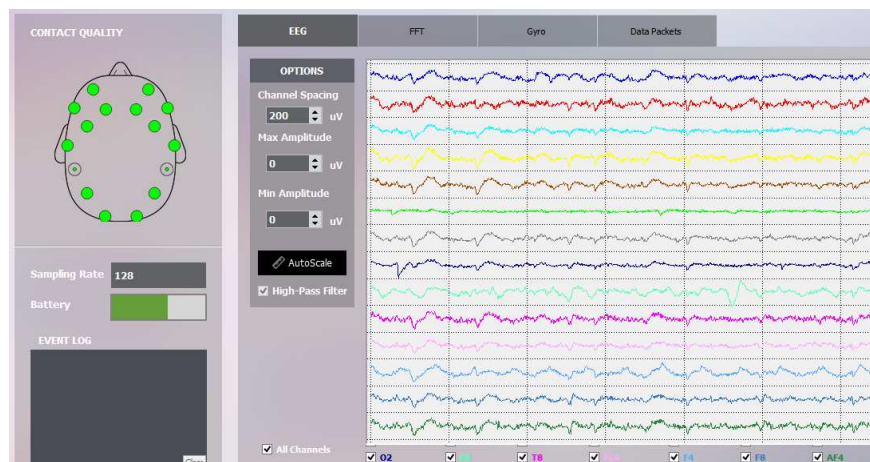 CONTACT QUALITY
EEG
FFT
Gyro
Data Packets
OPTIONS
Channel Spacing
200 uV
Max Amplitude
0 uV
Min Amplitude
0 uV
AutoScale
High-Pass Filter
Sampling Rate 128
Battery
EVENT LOG
All Channels
O2
T8
F4
F8
AF4